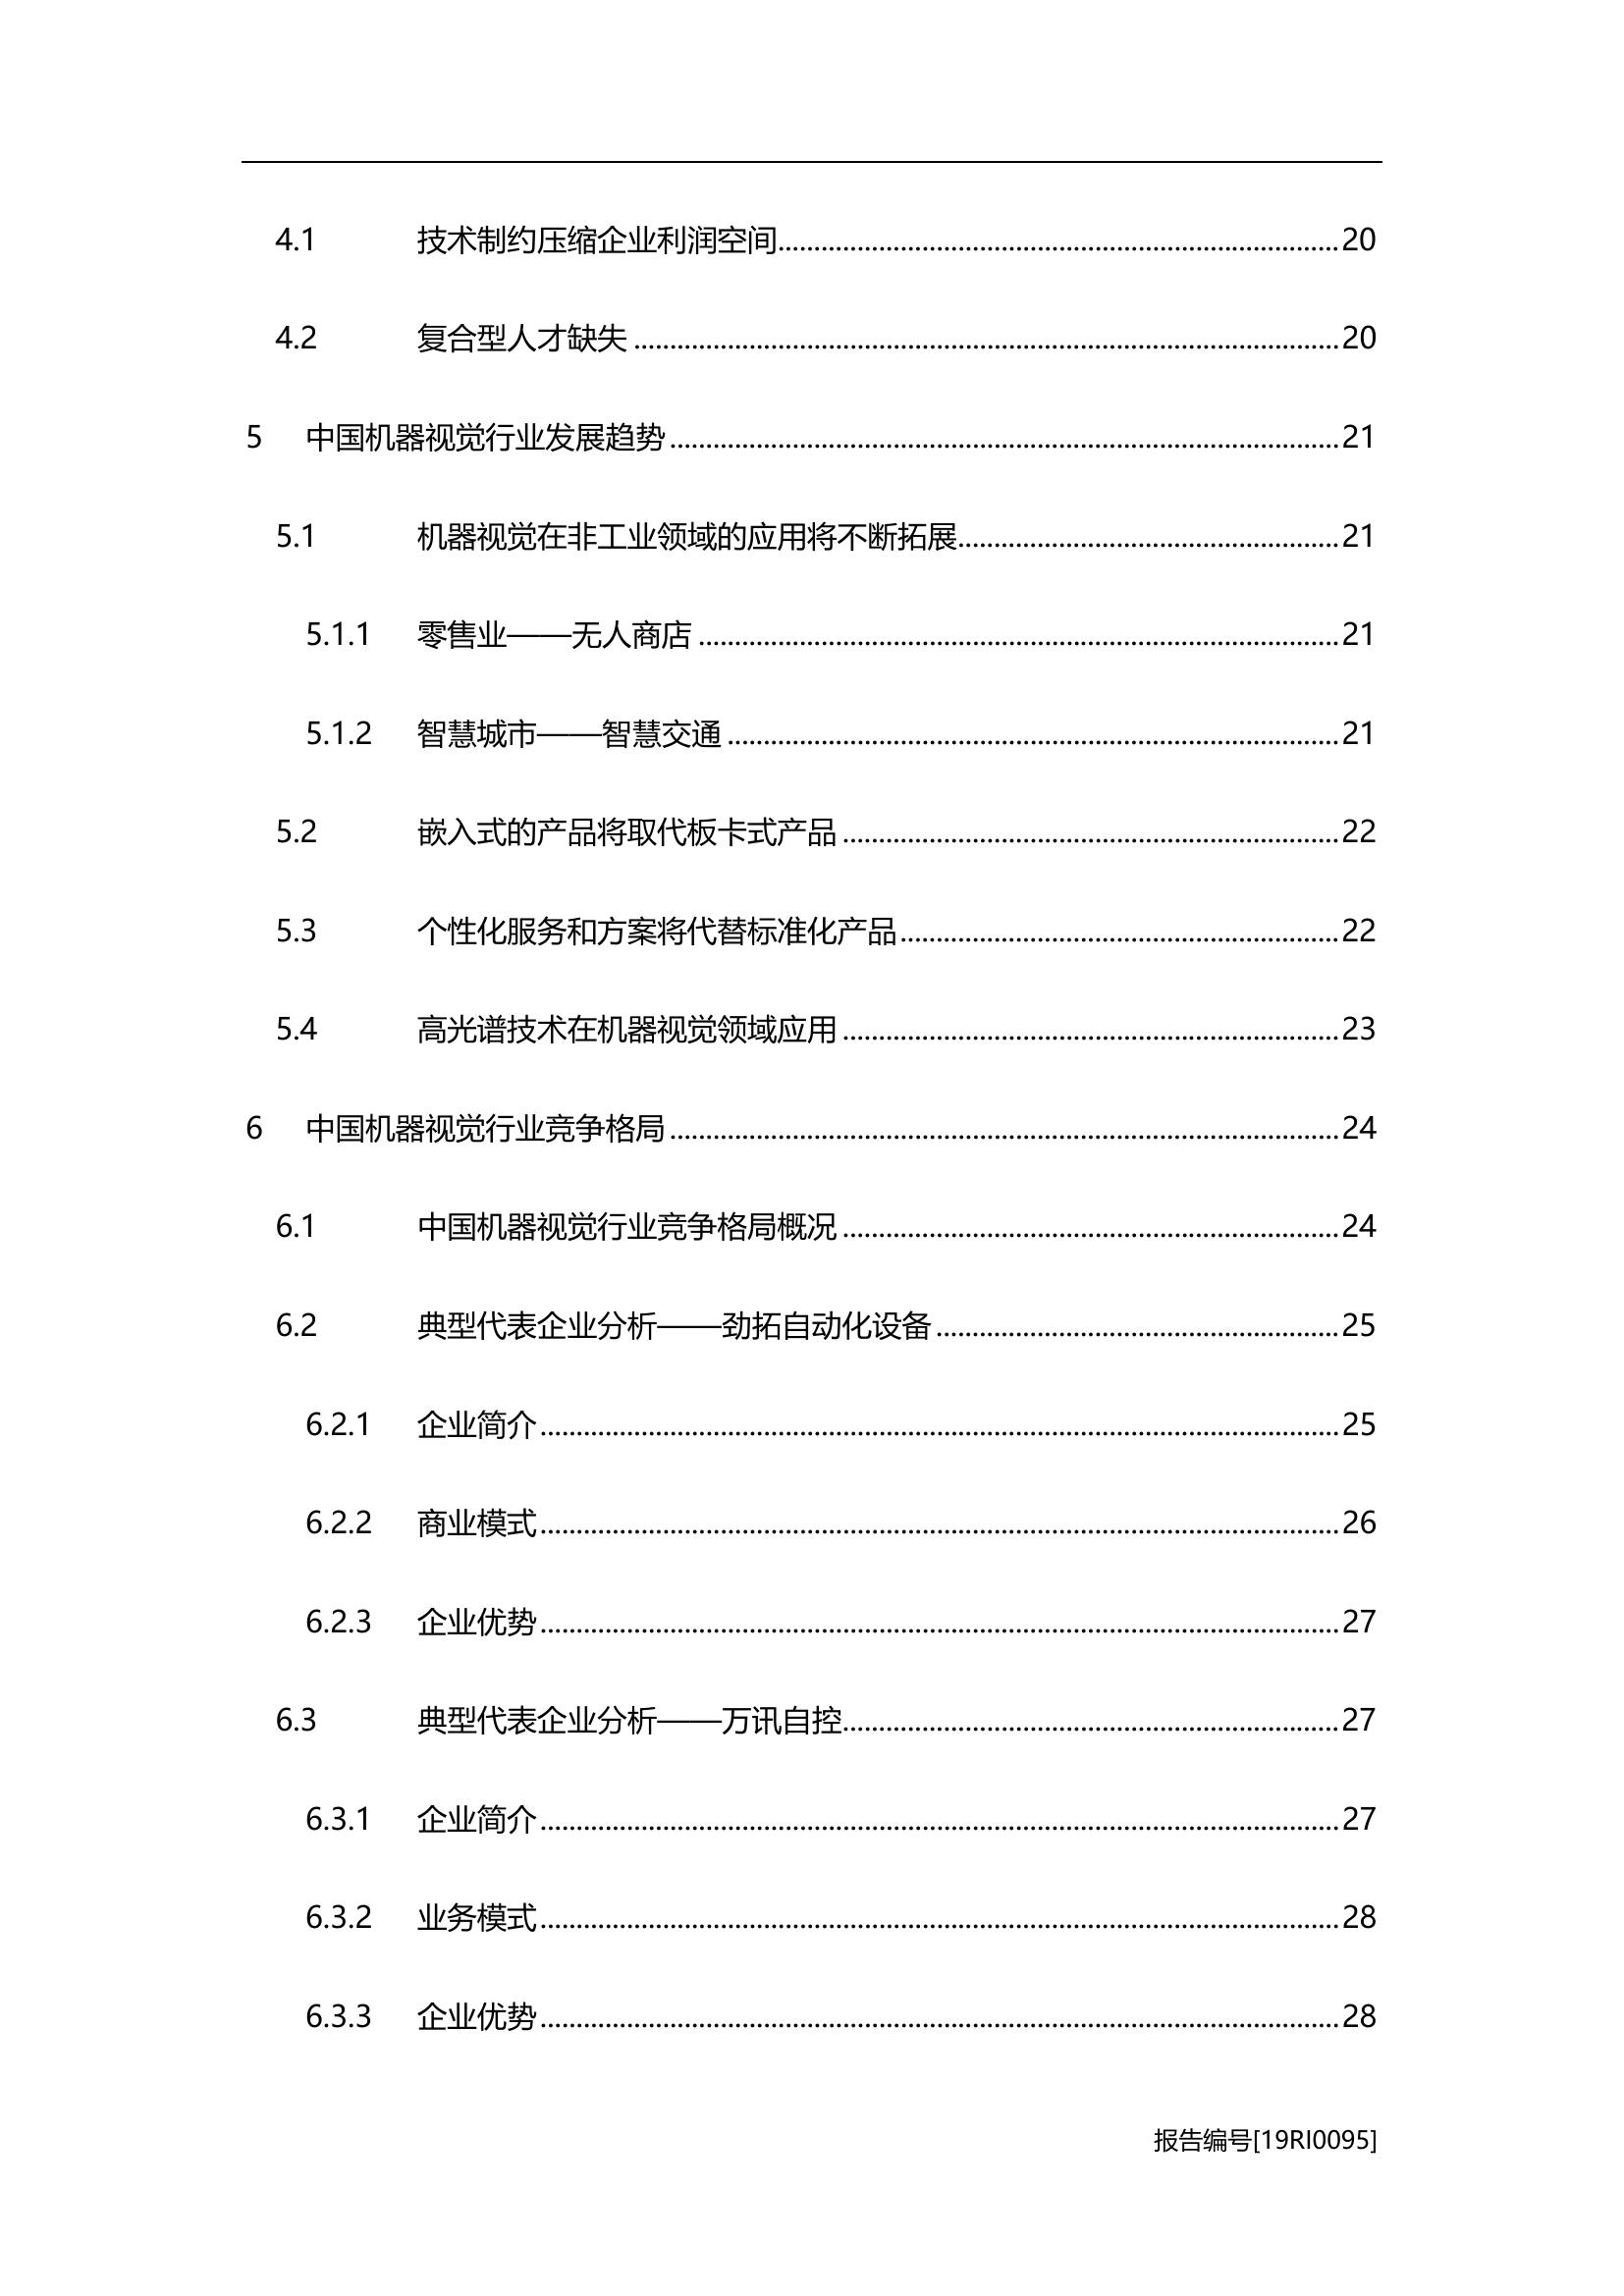 4.1 技术制约压缩企业利润空间........................20
4.2 复合型人才缺失........................20
5 中国机器视觉行业发展趋势........................21
5.1 机器视觉在非工业领域的应用将不断拓展........................21
5.1.1 零售业——无人商店........................21
5.1.2 智慧城市——智慧交通........................21
5.2 嵌入式的产品将取代板卡式产品........................22
5.3 个性化服务和方案将代替标准化产品........................22
5.4 高光谱技术在机器视觉领域应用........................23
6 中国机器视觉行业竞争格局........................24
6.1 中国机器视觉行业竞争格局概况........................24
6.2 典型代表企业分析——劲拓自动化设备........................25
6.2.1 企业简介........................25
6.2.2 商业模式........................26
6.2.3 企业优势........................27
6.3 典型代表企业分析——万讯自控........................27
6.3.1 企业简介........................27
6.3.2 业务模式........................28
6.3.3 企业优势........................28
报告编号[19RI0095]